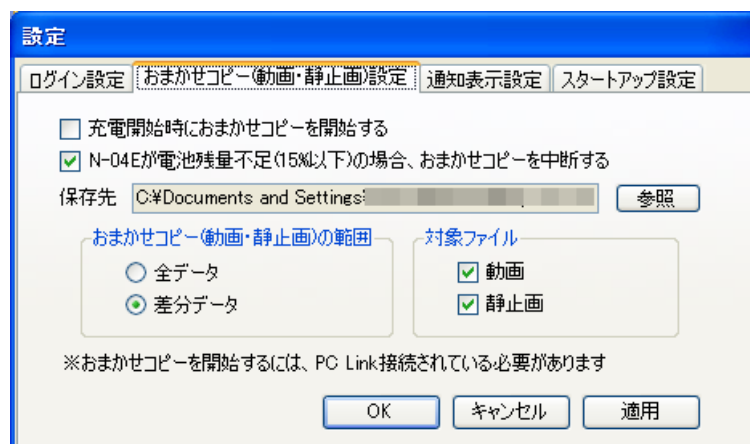 設定
ログイン設定 おまかせコピー(動画・静止画)設定 通知表示設定 スタートアップ設定
充電開始時におまかせコピーを開始する
N-04Eが電池残量不足(15%以下)の場合、おまかせコピーを中断する
保存先 C:¥Documents and Settings¥ 参照
おまかせコピー(動画・静止画)の範囲 対象ファイル
全データ 動画
差分データ 静止画
※おまかせコピーを開始するには、PC Link接続されている必要があります
OK キャンセル 適用